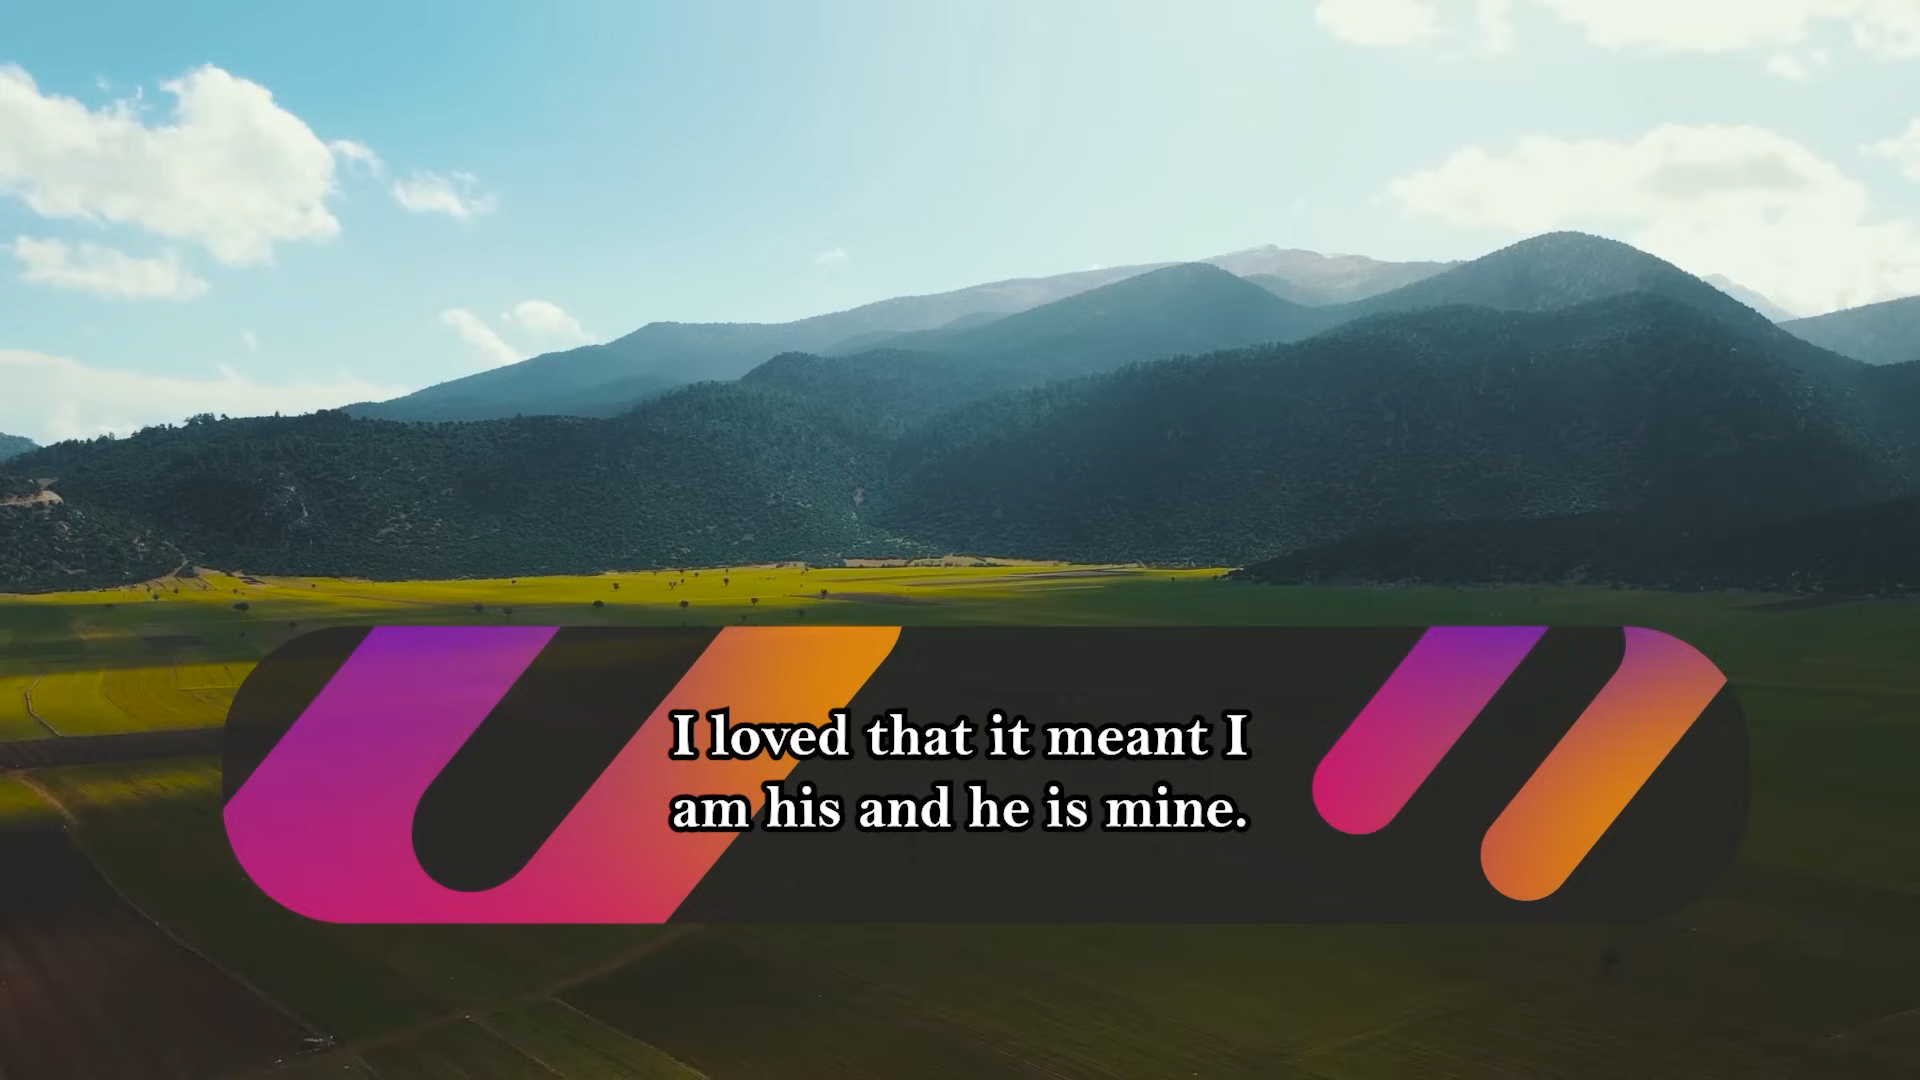 I loved that it meant I
am his and he is mine.